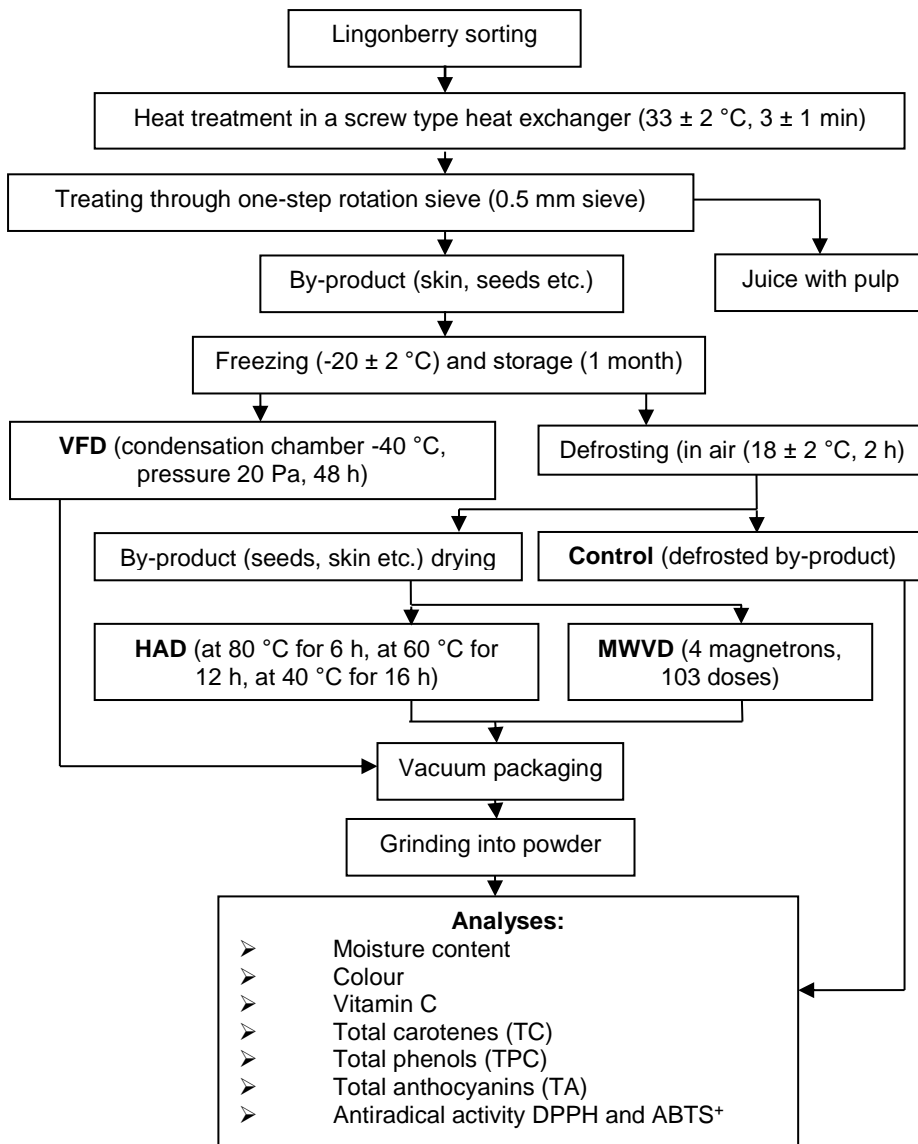 Lingonberry sorting
Heat treatment in a screw type heat exchanger (33 ± 2 °C, 3 ± 1 min)
Treating through one-step rotation sieve (0.5 mm sieve)
By-product (skin, seeds etc.)
Juice with pulp
Freezing (-20 ± 2 °C) and storage (1 month)
VFD (condensation chamber -40 °C,
pressure 20 Pa, 48 h)
Defrosting (in air (18 ± 2 °C, 2 h)
By-product (seeds, skin etc.) drying
Control (defrosted by-product)
HAD (at 80 °C for 6 h, at 60 °C for
12 h, at 40 °C for 16 h)
MWVD (4 magnetrons,
103 doses)
Vacuum packaging
Grinding into powder
Analyses:
➢ Moisture content
➢ Colour
➢ Vitamin C
➢ Total carotenes (TC)
➢ Total phenols (TPC)
➢ Total anthocyanins (TA)
➢ Antiradical activity DPPH and ABTS⁺